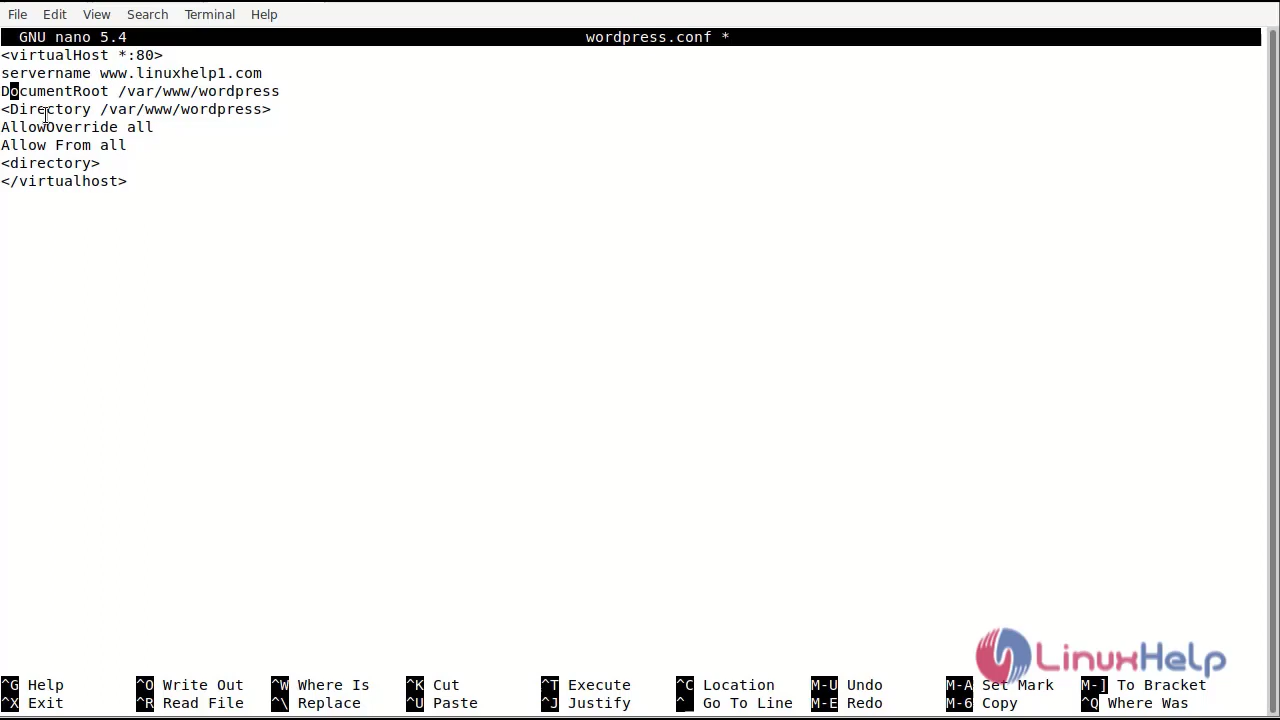 File Edit View Search Terminal Help
GNU nano 5.4 wordpress.conf *
<virtualHost *:80>
servername www.linuxhelp1.com
DocumentRoot /var/www/wordpress
<Directory /var/www/wordpress>
AllowOverride all
Allow From all
<directory>
</virtualhost>
LinuxHelp
^G Help ^O Write Out ^W Where Is ^K Cut ^T Execute ^C Location M-U Undo M-A Set Mark M-] To Bracket
^X Exit ^R Read File ^\ Replace ^U Paste ^J Justify ^_ Go To Line M-E Redo M-6 Copy ^Q Where Was